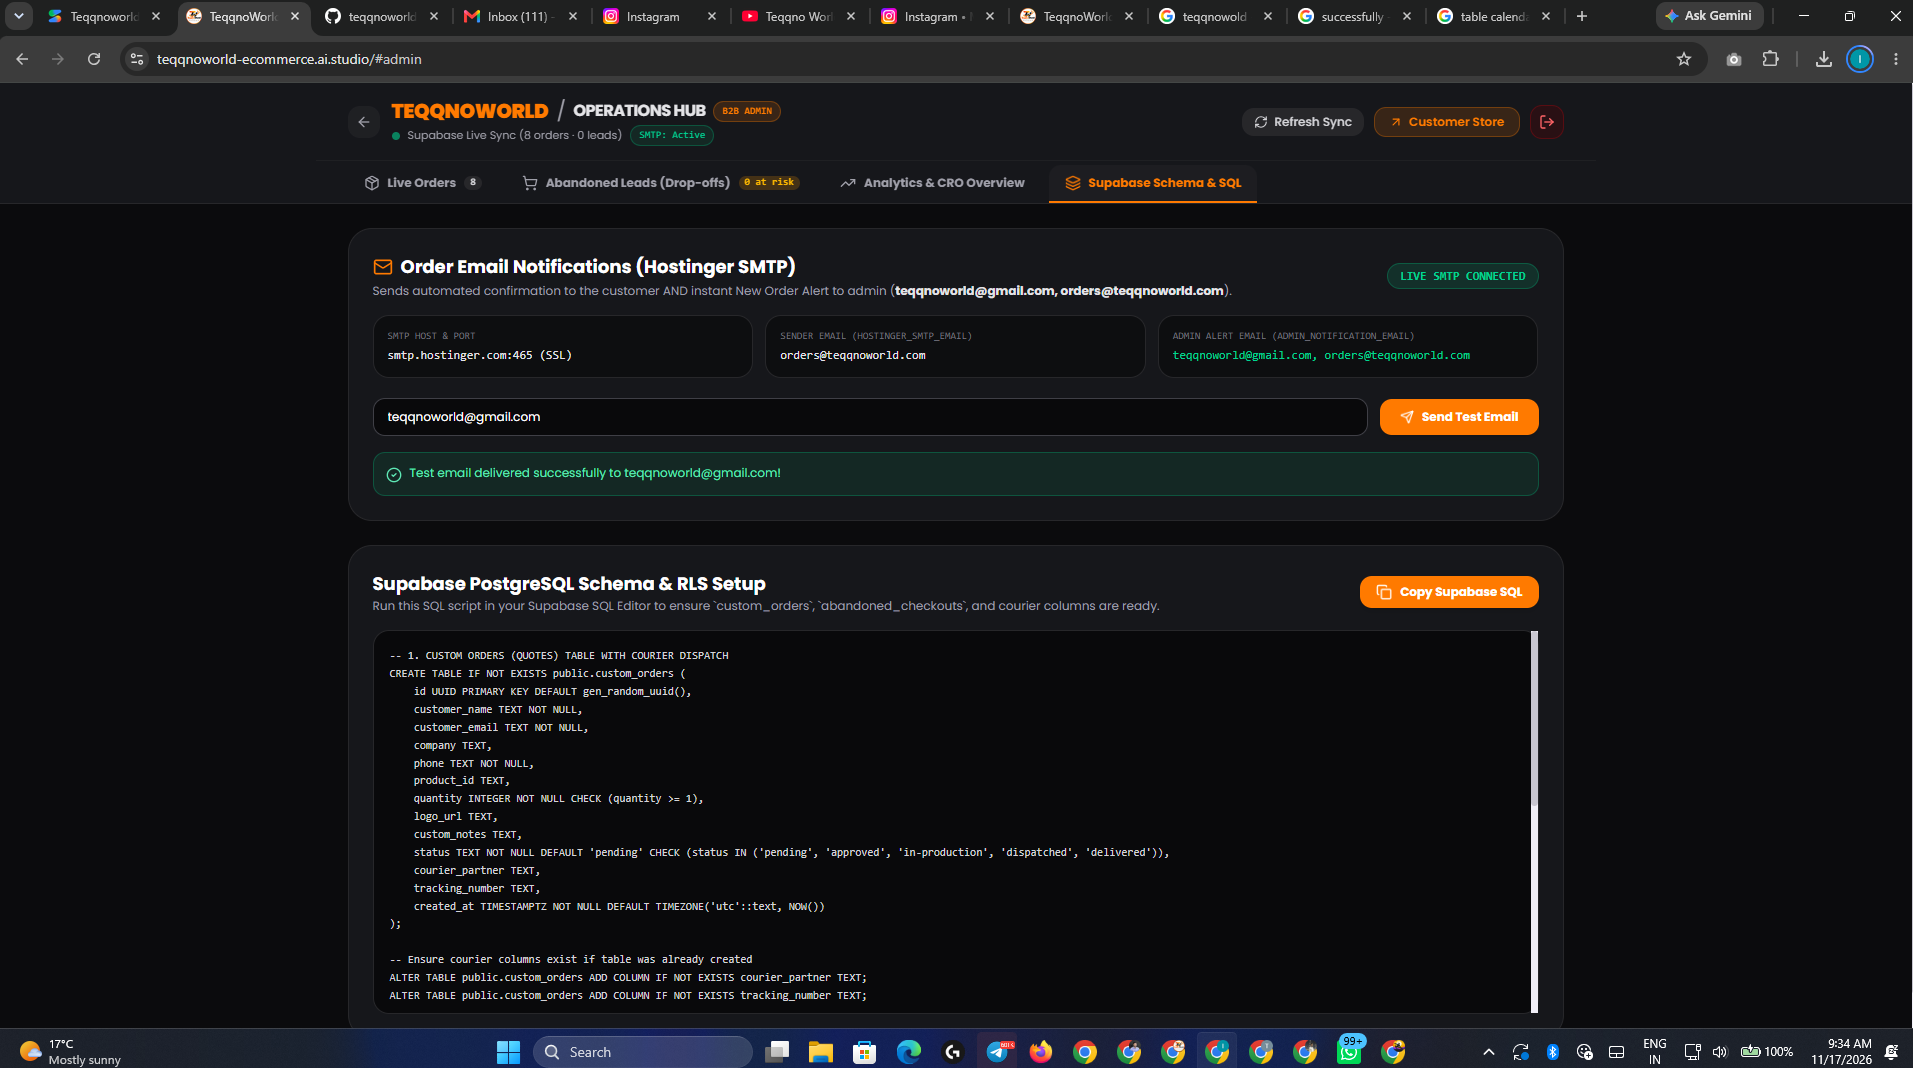 Teqqnoworld
TeqqnoWorl
teqqnoworld
Inbox (111) -
Instagram
Teqqno Worl
Instagram •
TeqqnoWorl
teqqnowold
successfully
table calenda
Ask Gemini
teqqnoworld-ecommerce.ai.studio/#admin
TEQQNOWORLD / OPERATIONS HUB B2B ADMIN
Supabase Live Sync (8 orders · 0 leads) SMTP: Active
Refresh Sync
Customer Store
Live Orders 8
Abandoned Leads (Drop-offs) 0 at risk
Analytics & CRO Overview
Supabase Schema & SQL
Order Email Notifications (Hostinger SMTP)
Sends automated confirmation to the customer AND instant New Order Alert to admin (teqqnoworld@gmail.com, orders@teqqnoworld.com).
LIVE SMTP CONNECTED
SMTP HOST & PORT
smtp.hostinger.com:465 (SSL)
SENDER EMAIL (HOSTINGER_SMTP_EMAIL)
orders@teqqnoworld.com
ADMIN ALERT EMAIL (ADMIN_NOTIFICATION_EMAIL)
teqqnoworld@gmail.com, orders@teqqnoworld.com
teqqnoworld@gmail.com
Send Test Email
Test email delivered successfully to teqqnoworld@gmail.com!
Supabase PostgreSQL Schema & RLS Setup
Run this SQL script in your Supabase SQL Editor to ensure `custom_orders`, `abandoned_checkouts`, and courier columns are ready.
Copy Supabase SQL
-- 1. CUSTOM ORDERS (QUOTES) TABLE WITH COURIER DISPATCH
CREATE TABLE IF NOT EXISTS public.custom_orders (
id UUID PRIMARY KEY DEFAULT gen_random_uuid(),
customer_name TEXT NOT NULL,
customer_email TEXT NOT NULL,
company TEXT,
phone TEXT NOT NULL,
product_id TEXT,
quantity INTEGER NOT NULL CHECK (quantity >= 1),
logo_url TEXT,
custom_notes TEXT,
status TEXT NOT NULL DEFAULT 'pending' CHECK (status IN ('pending', 'approved', 'in-production', 'dispatched', 'delivered')),
courier_partner TEXT,
tracking_number TEXT,
created_at TIMESTAMPTZ NOT NULL DEFAULT TIMEZONE('utc'::text, NOW())
);
-- Ensure courier columns exist if table was already created
ALTER TABLE public.custom_orders ADD COLUMN IF NOT EXISTS courier_partner TEXT;
ALTER TABLE public.custom_orders ADD COLUMN IF NOT EXISTS tracking_number TEXT;
17°C
Mostly sunny
Search
99+
ENG
IN
100%
9:34 AM
11/17/2026